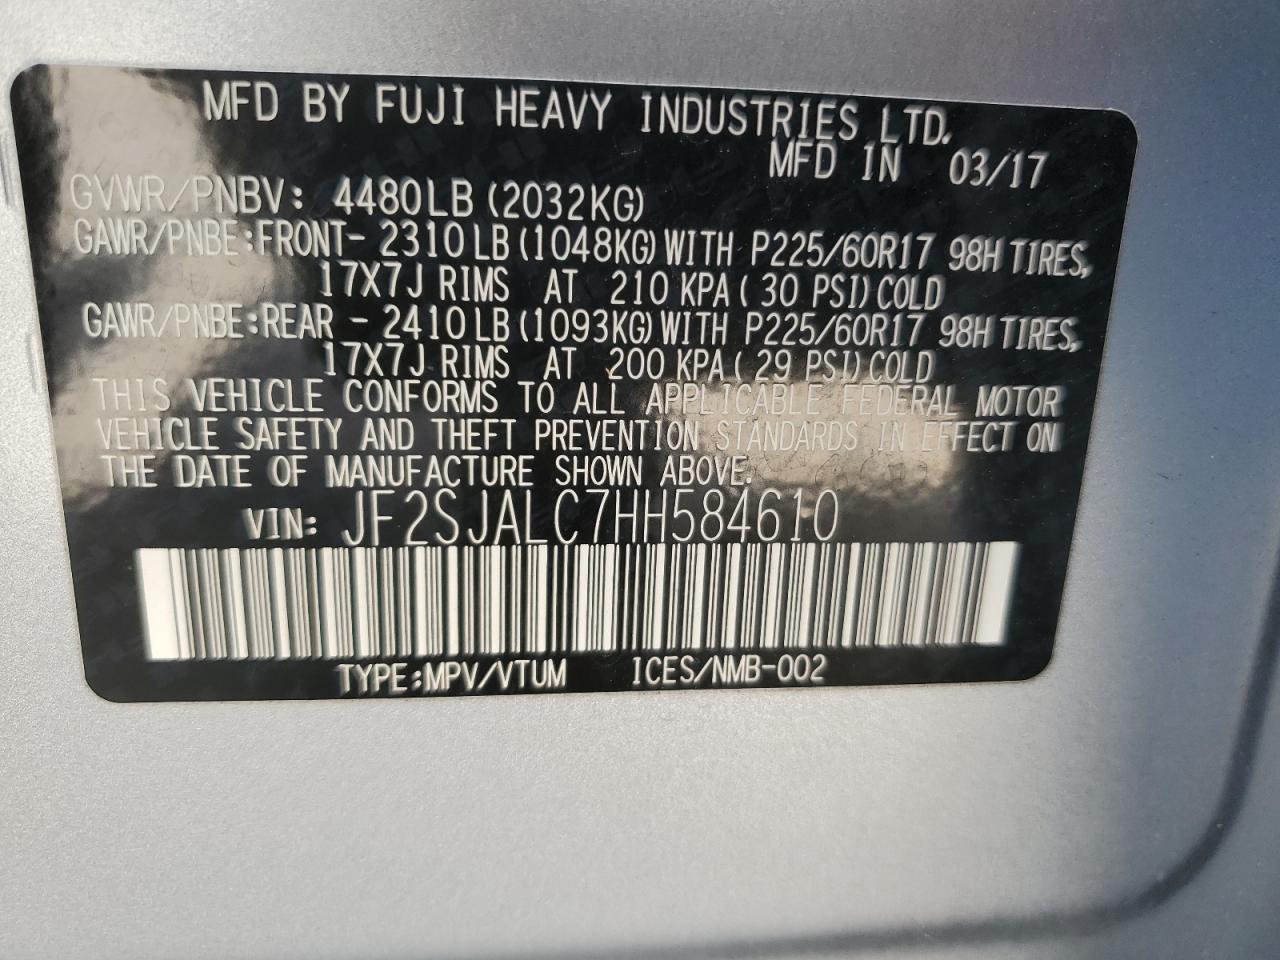 MFD BY FUJI HEAVY INDUSTRIES LTD.
MFD IN 03/17
GVWR/PNBV: 4480LB (2032KG)
GAWR/PNBE:FRONT- 2310LB (1048KG) WITH P225/60R17 98H TIRES,
17X7J RIMS AT 210 KPA( 30 PSI) COLD
GAWR/PNBE:REAR - 2410LB (1093KG) WITH P225/60R17 98H TIRES,
17X7J RIMS AT 200 KPA( 29 PSI) COLD
THIS VEHICLE CONFORMS TO ALL APPLICABLE FEDERAL MOTOR
VEHICLE SAFETY AND THEFT PREVENTION STANDARDS IN EFFECT ON
THE DATE OF MANUFACTURE SHOWN ABOVE.
VIN: JF2SJALC7HH584610
TYPE:MPV/VTUM ICES/NMB-002